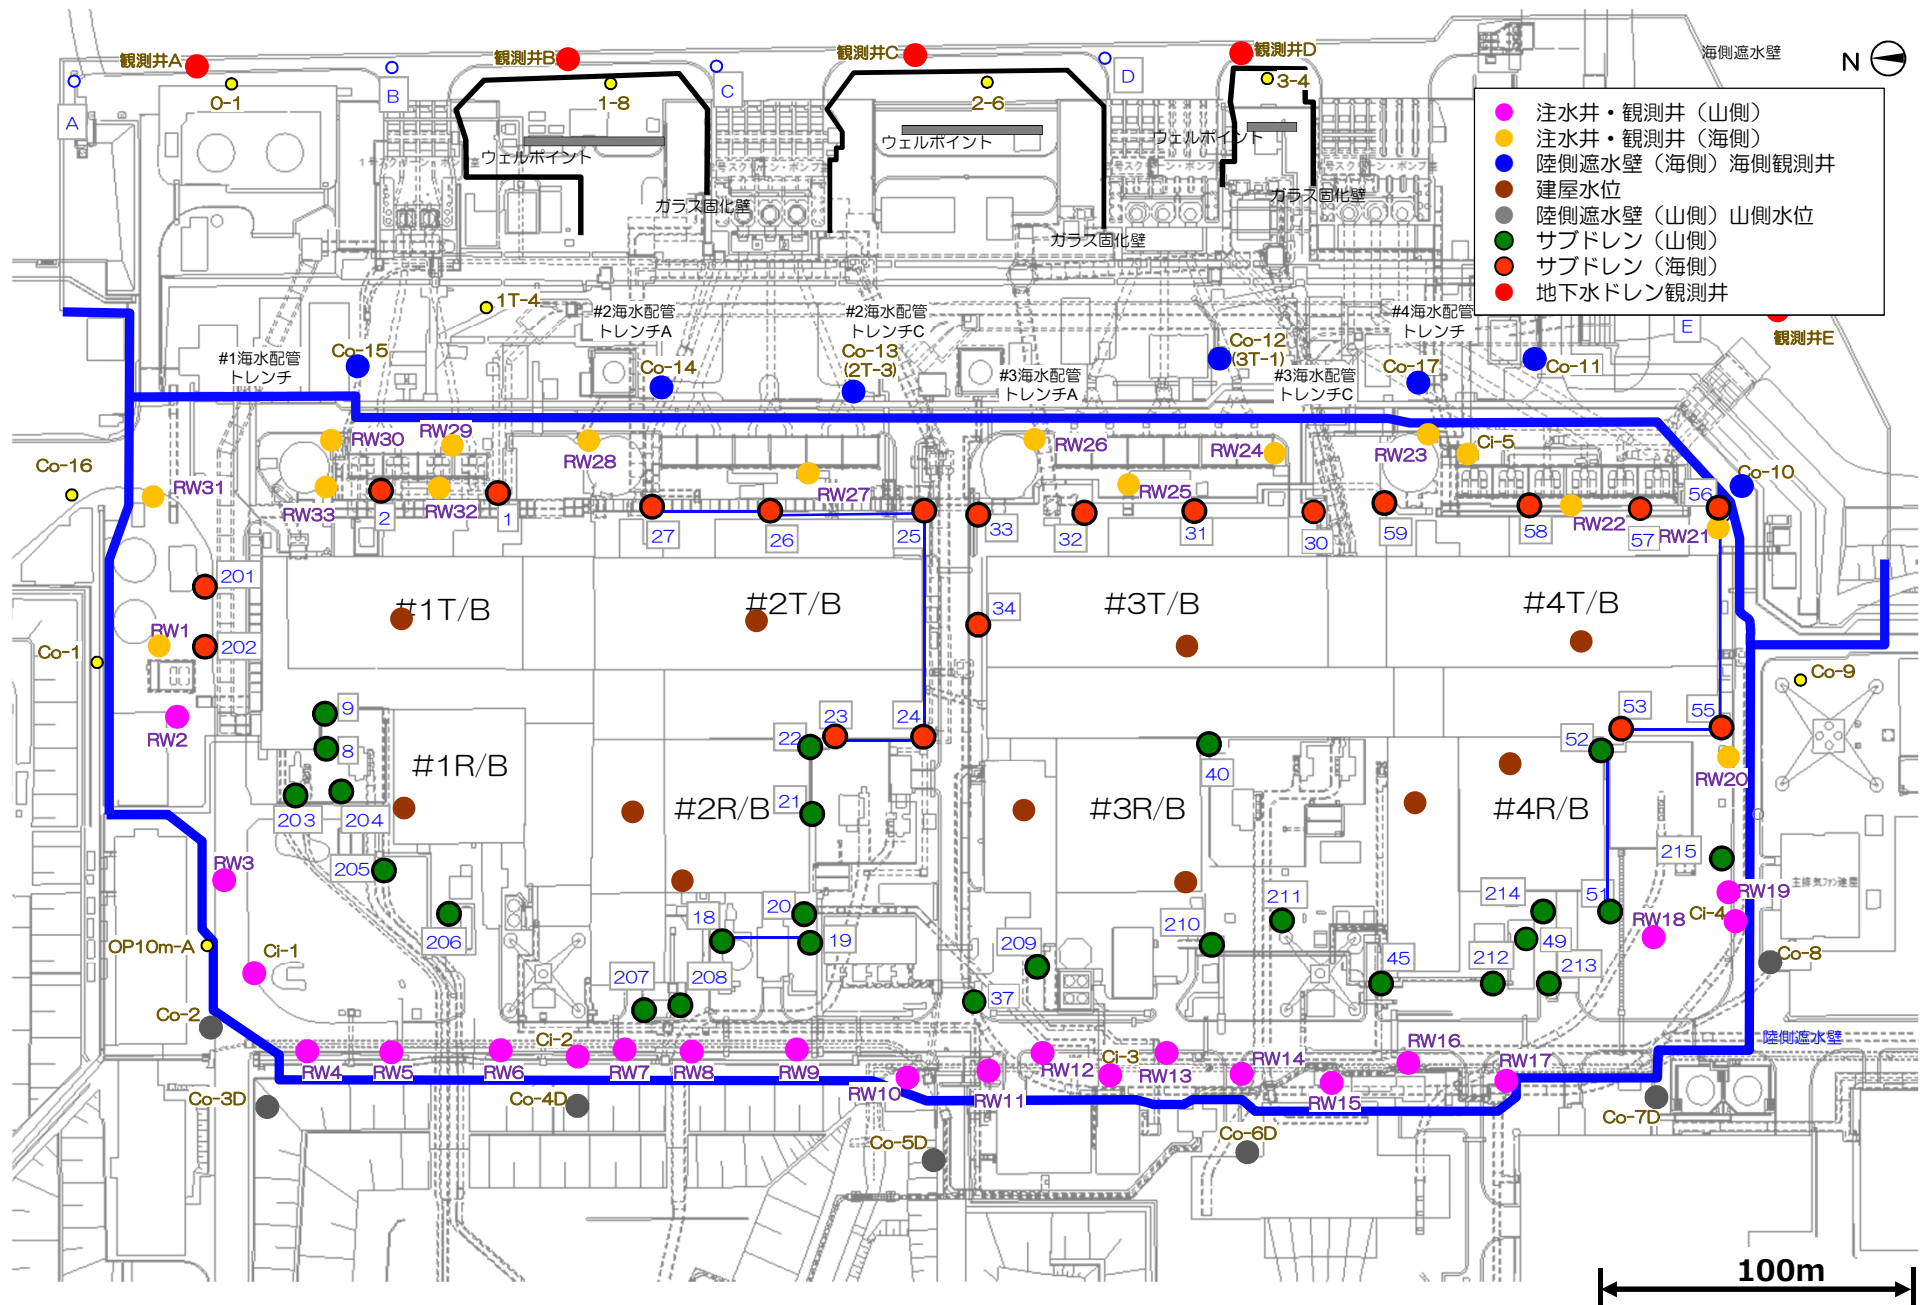 観測井A
観測井B
観測井C
観測井D
海側遮水壁
N
0-1
1-8
2-6
3-4
A
B
C
D
注水井・観測井（山側）
注水井・観測井（海側）
陸側遮水壁（海側）海側観測井
建屋水位
陸側遮水壁（山側）山側水位
サブドレン（山側）
サブドレン（海側）
地下水ドレン観測井
ウェルポイント
ウェルポイント
ウェルポイント
ガラス固化壁
ガラス固化壁
ガラス固化壁
1T-4
#2海水配管
トレンチA
#2海水配管
トレンチC
#4海水配管
トレンチ
E
観測井E
#1海水配管
トレンチ
Co-15
Co-14
Co-13
(2T-3)
#3海水配管
トレンチA
Co-12
(3T-1)
#3海水配管
トレンチC
Co-17
Co-11
RW30
RW29
RW28
RW26
RW24
RW23
Ci-5
Co-16
RW31
RW33
2
RW32
1
RW27
RW25
RW22
Co-10
56
27
26
25
33
32
31
30
59
58
57
RW21
201
#1T/B
#2T/B
34
#3T/B
#4T/B
RW1
202
Co-1
Co-9
RW2
9
8
#1R/B
22
23
24
40
52
53
55
RW20
203
204
#2R/B
21
#3R/B
#4R/B
RW3
205
215
主排気ファン建屋
206
18
20
19
210
211
214
51
RW18
RW19
Ci-4
OP10m-A
Ci-1
207
208
209
37
45
212
49
213
Co-8
Co-2
陸側遮水壁
RW4
RW5
RW6
Ci-2
RW7
RW8
RW9
RW10
RW11
RW12
Ci-3
RW13
RW14
RW15
RW16
RW17
Co-3D
Co-4D
Co-5D
Co-6D
Co-7D
100m